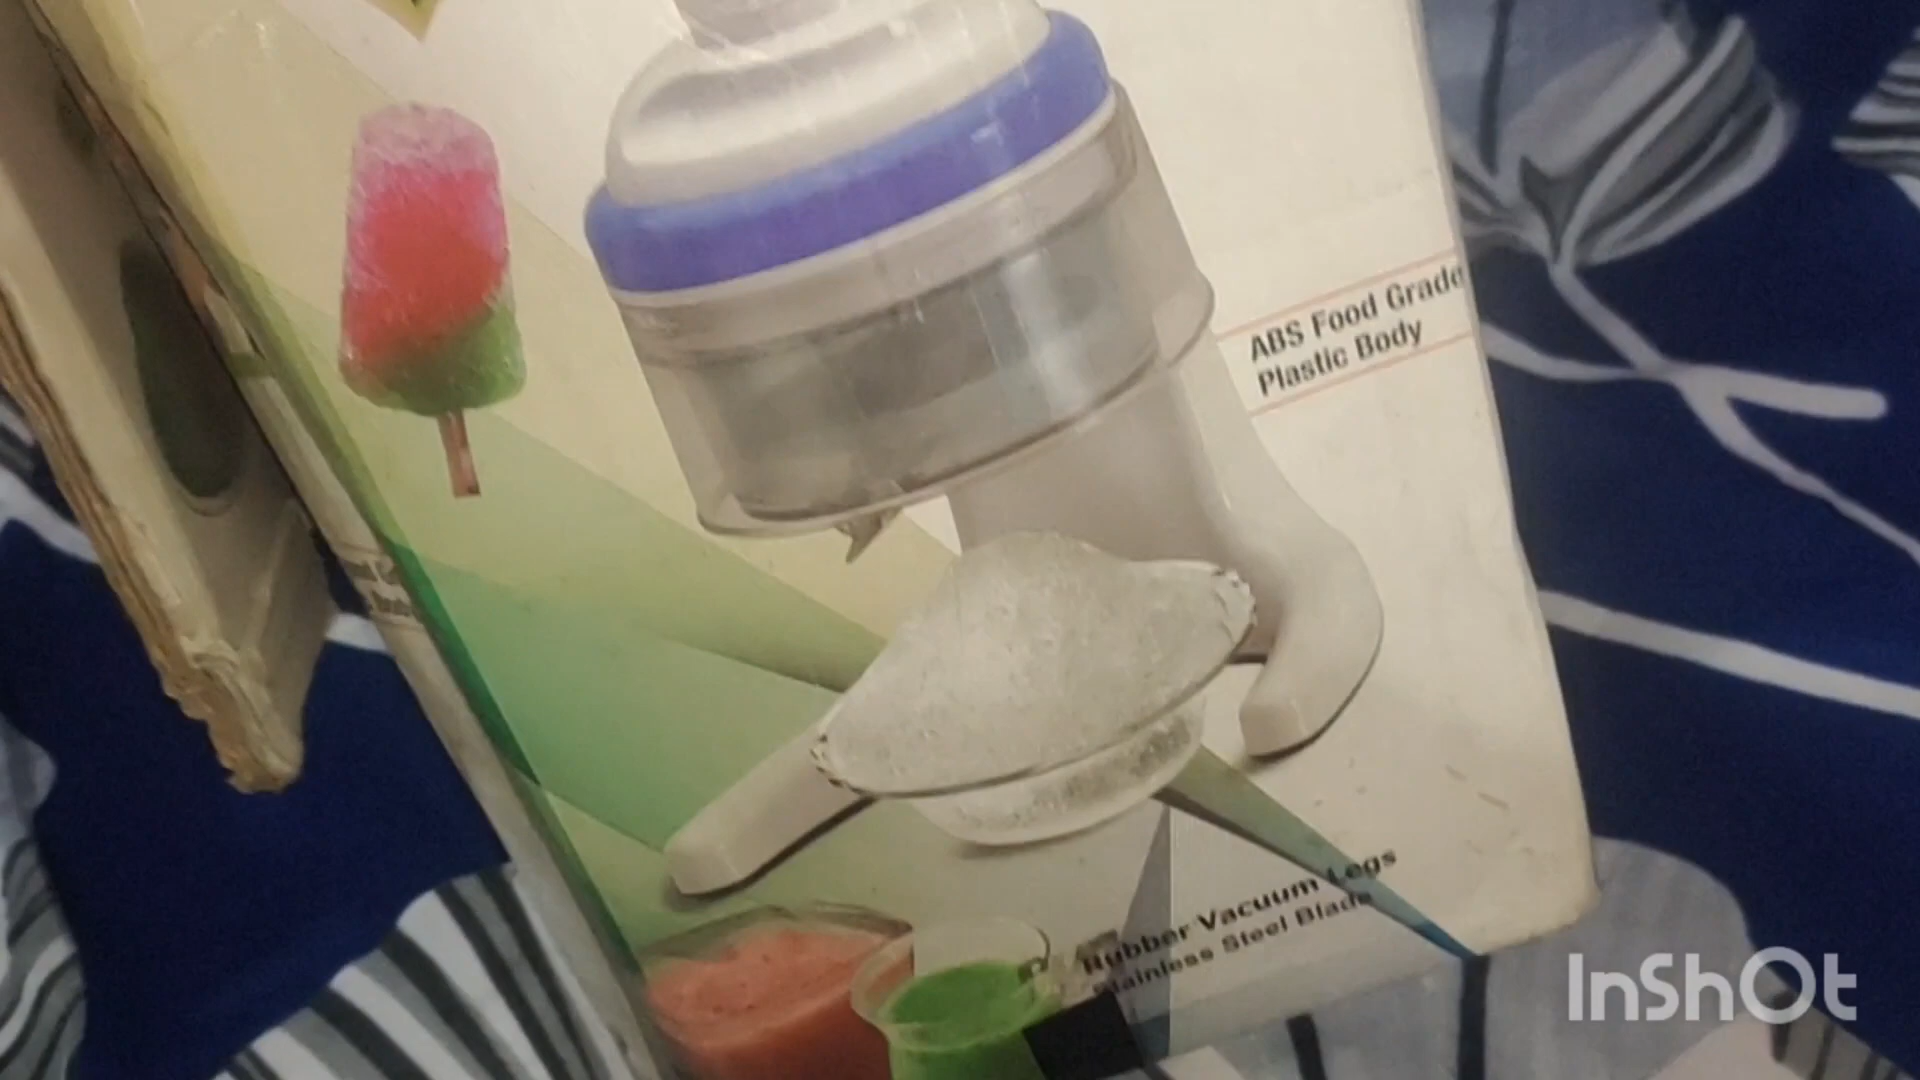 ABS Food Grade
Plastic Body
Rubber Vacuum Legs
Stainless Steel Blade
InShOt